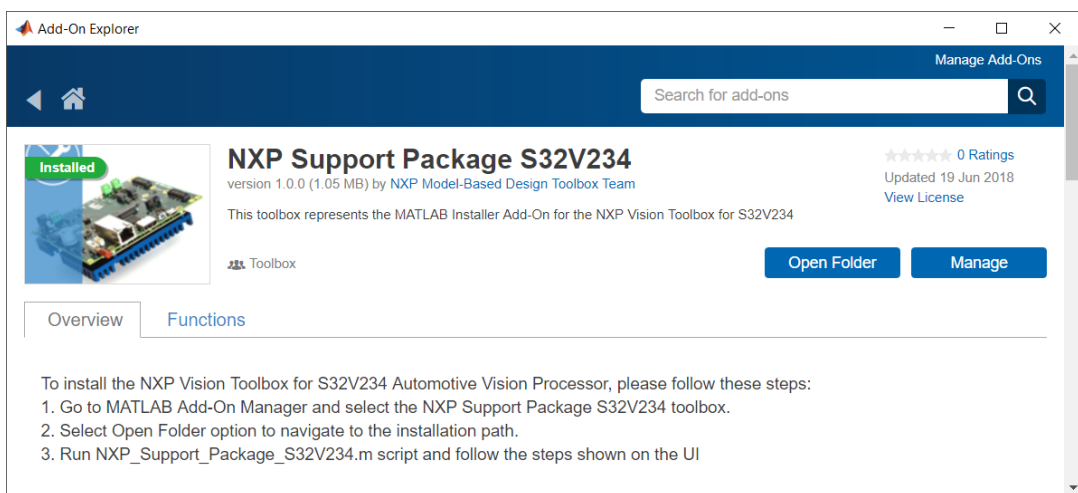 Add-On Explorer
Manage Add-Ons
Search for add-ons
Installed
NXP Support Package S32V234
version 1.0.0 (1.05 MB) by NXP Model-Based Design Toolbox Team
This toolbox represents the MATLAB Installer Add-On for the NXP Vision Toolbox for S32V234
Toolbox
0 Ratings
Updated 19 Jun 2018
View License
Open Folder
Manage
Overview
Functions
To install the NXP Vision Toolbox for S32V234 Automotive Vision Processor, please follow these steps:
1. Go to MATLAB Add-On Manager and select the NXP Support Package S32V234 toolbox.
2. Select Open Folder option to navigate to the installation path.
3. Run NXP_Support_Package_S32V234.m script and follow the steps shown on the UI